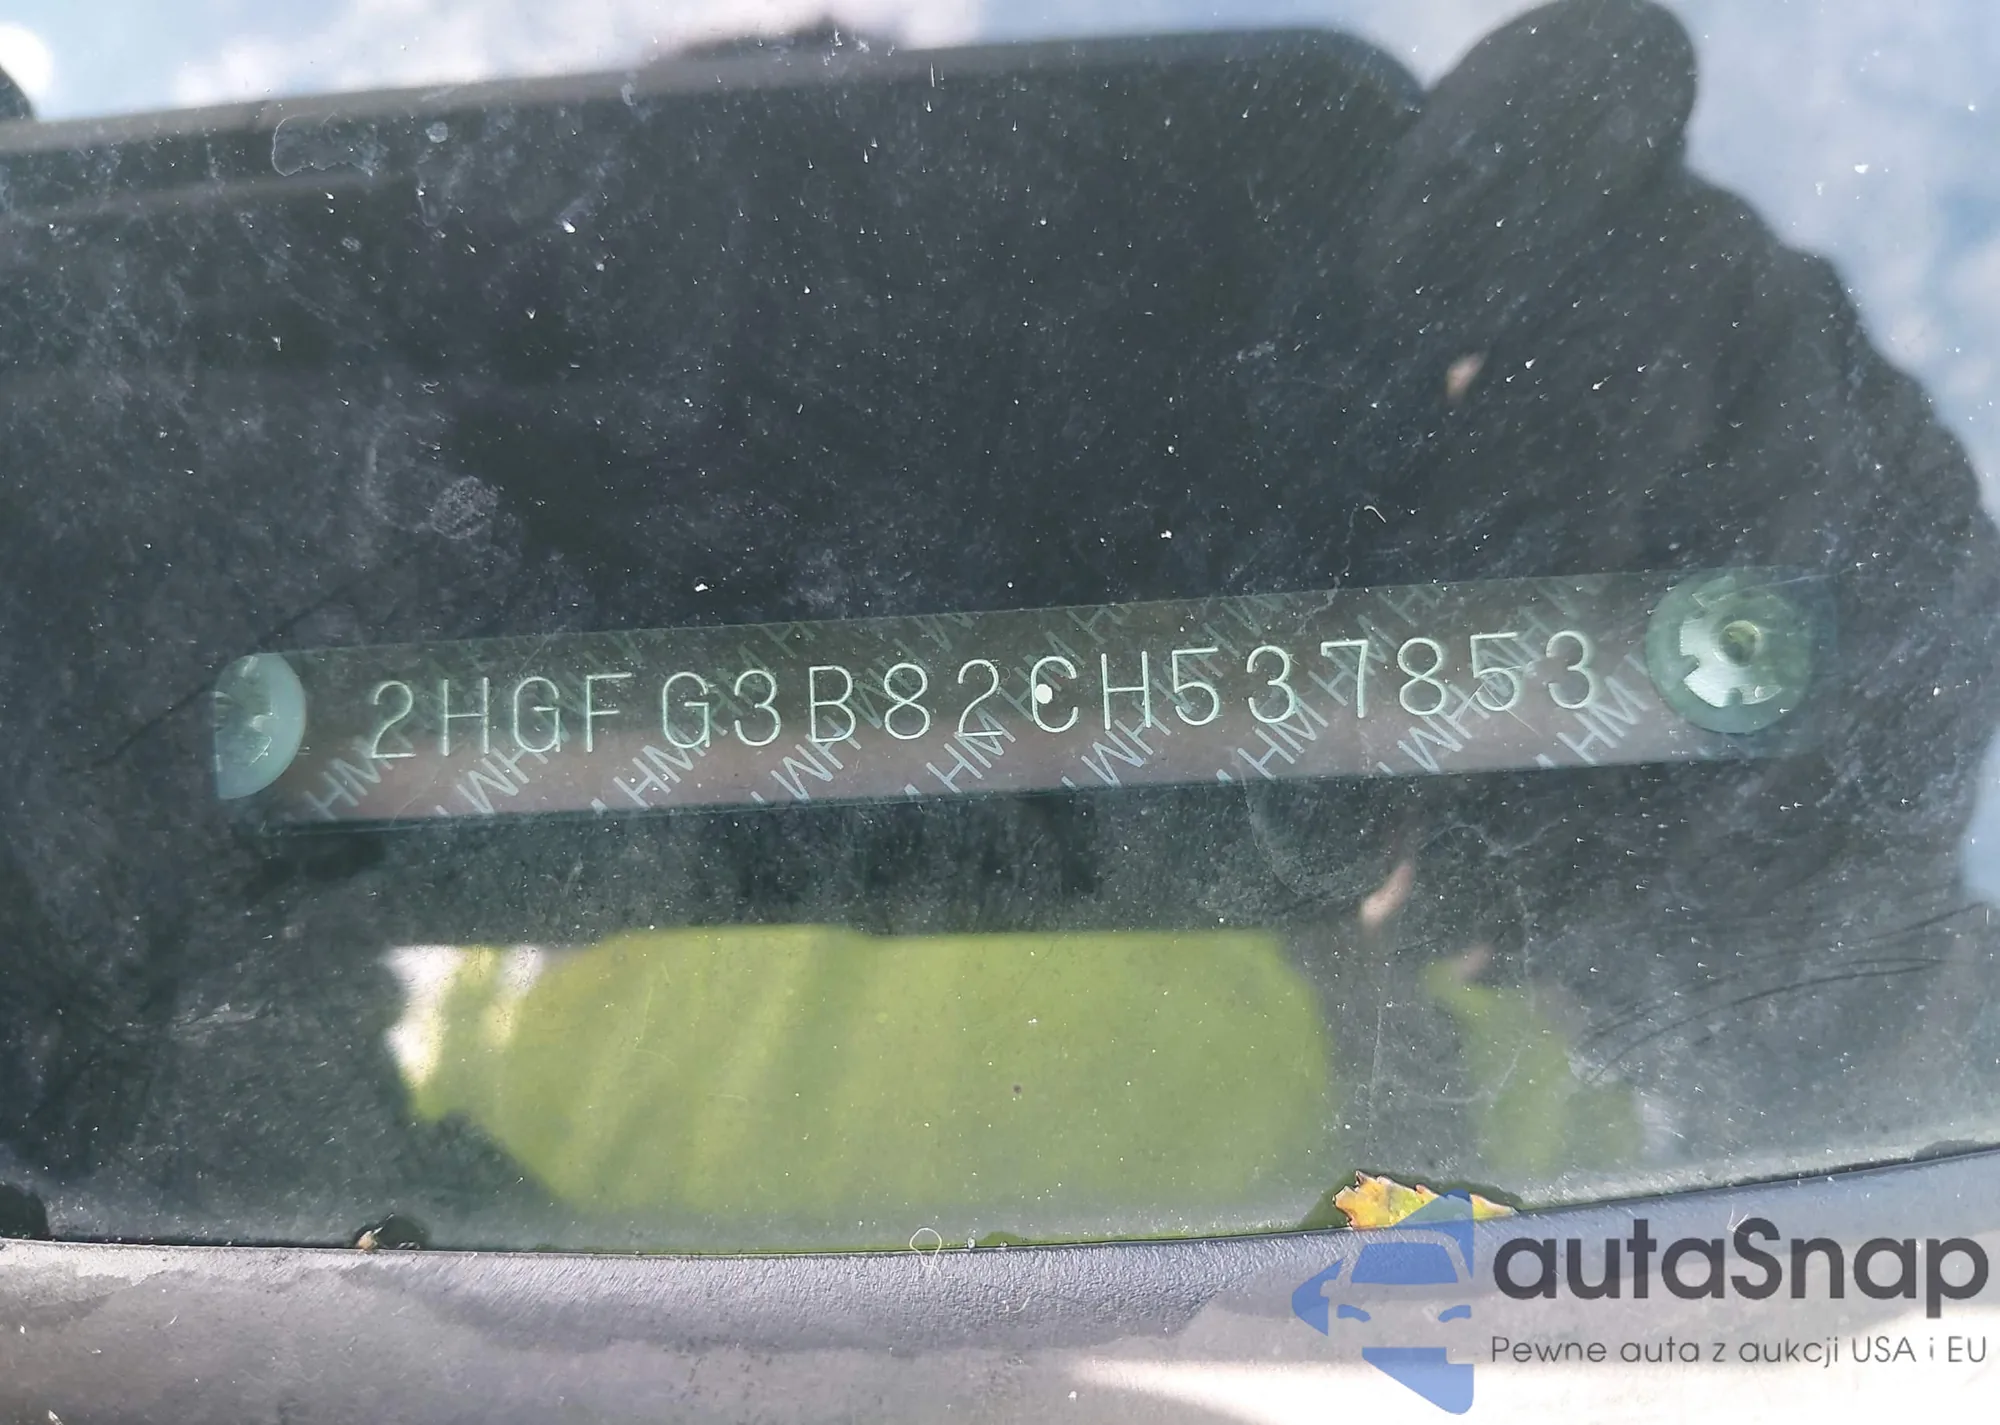 2HGFG3B82CH537853
autaSnap
Pewne auta z aukcji USA i EU